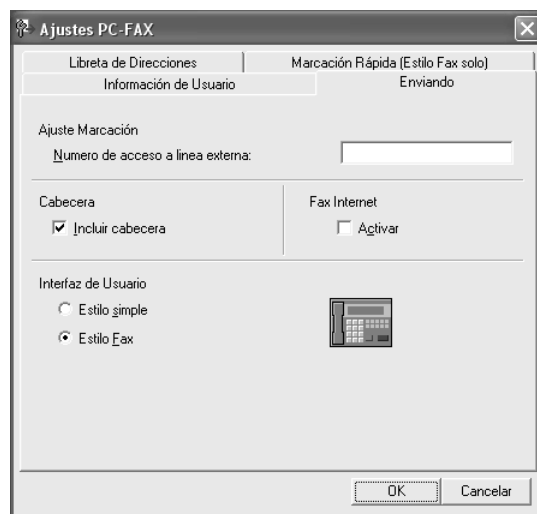 Ajustes PC-FAX
Libreta de Direcciones
Marcación Rápida (Estilo Fax solo)
Información de Usuario
Enviando
Ajuste Marcación
Numero de acceso a linea externa:
Cabecera
Incluir cabecera
Fax Internet
Activar
Interfaz de Usuario
Estilo simple
Estilo Fax
OK
Cancelar